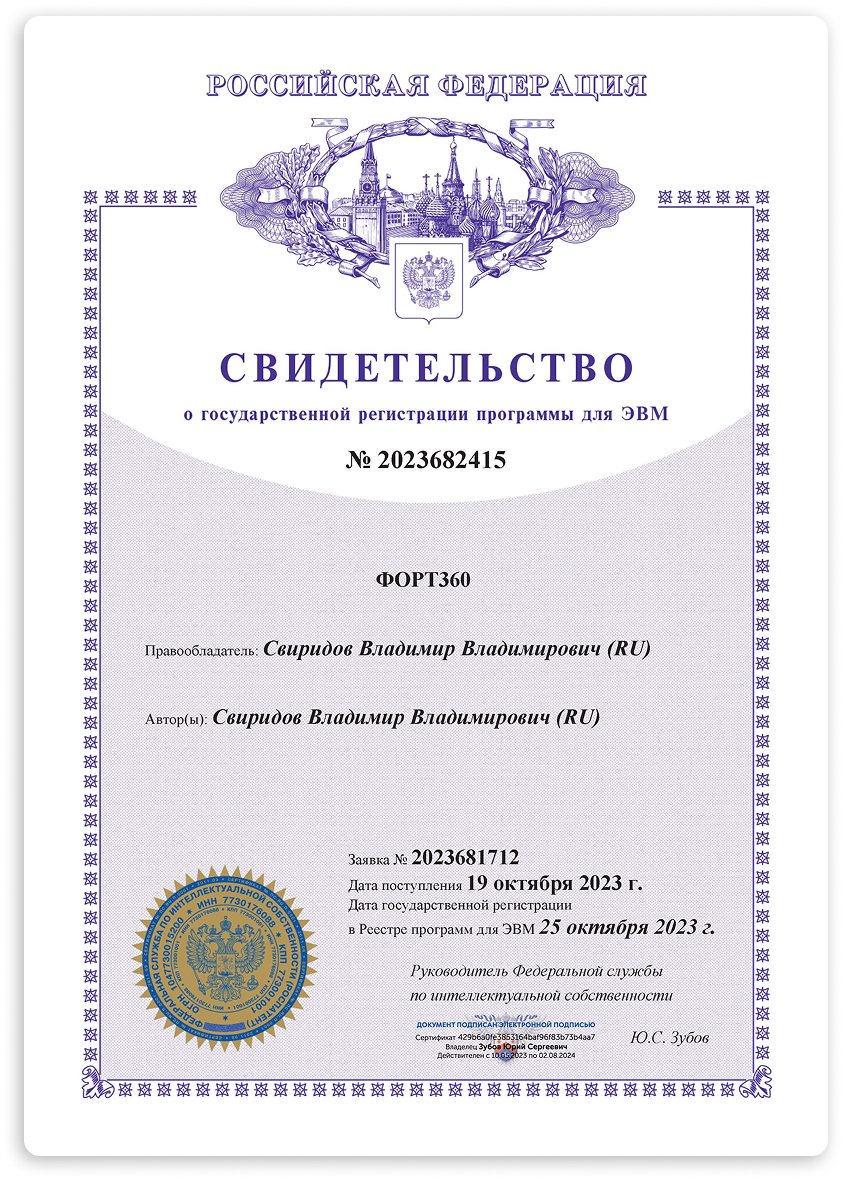 РОССИЙСКАЯ ФЕДЕРАЦИЯ
СВИДЕТЕЛЬСТВО
о государственной регистрации программы для ЭВМ
№ 2023682415
ФОРТ360
Правообладатель: Свиридов Владимир Владимирович (RU)
Автор(ы): Свиридов Владимир Владимирович (RU)
Заявка № 2023681712
Дата поступления 19 октября 2023 г.
Дата государственной регистрации
в Реестре программ для ЭВМ 25 октября 2023 г.
Руководитель Федеральной службы
по интеллектуальной собственности
ДОКУМЕНТ ПОДПИСАН ЭЛЕКТРОННОЙ ПОДПИСЬЮ
Сертификат 429b6a0fe3853164baf96f83b73b4aa7
Владелец Зубов Юрий Сергеевич
Действителен с 10.05.2023 по 02.08.2024
Ю.С. Зубов
ФЕДЕРАЛЬНАЯ СЛУЖБА ПО ИНТЕЛЛЕКТУАЛЬНОЙ СОБСТВЕННОСТИ (РОСПАТЕНТ)
ОГРН 1047730015200 * ИНН 7730176088 * КПП 773001001